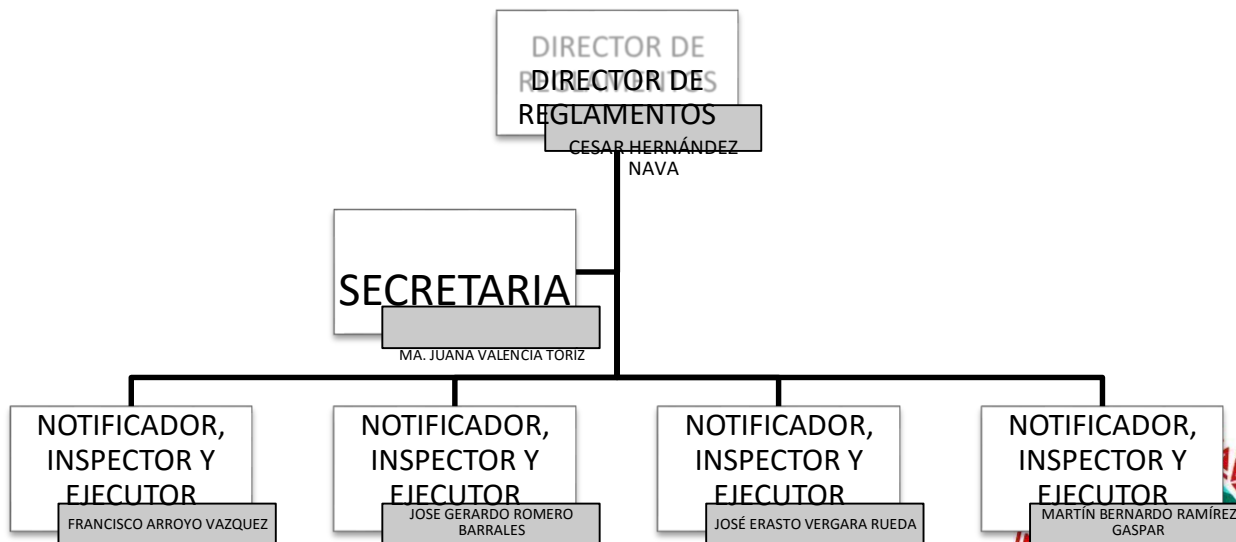 DIRECTOR DE
REGLAMENTOS
DIRECTOR DE
REGLAMENTOS
CESAR HERNÁNDEZ
NAVA
SECRETARIA
MA. JUANA VALENCIA TORIZ
NOTIFICADOR,
INSPECTOR Y
EJECUTOR
FRANCISCO ARROYO VAZQUEZ
NOTIFICADOR,
INSPECTOR Y
EJECUTOR
JOSE GERARDO ROMERO
BARRALES
NOTIFICADOR,
INSPECTOR Y
EJECUTOR
JOSÉ ERASTO VERGARA RUEDA
NOTIFICADOR,
INSPECTOR Y
EJECUTOR
MARTÍN BERNARDO RAMÍREZ
GASPAR